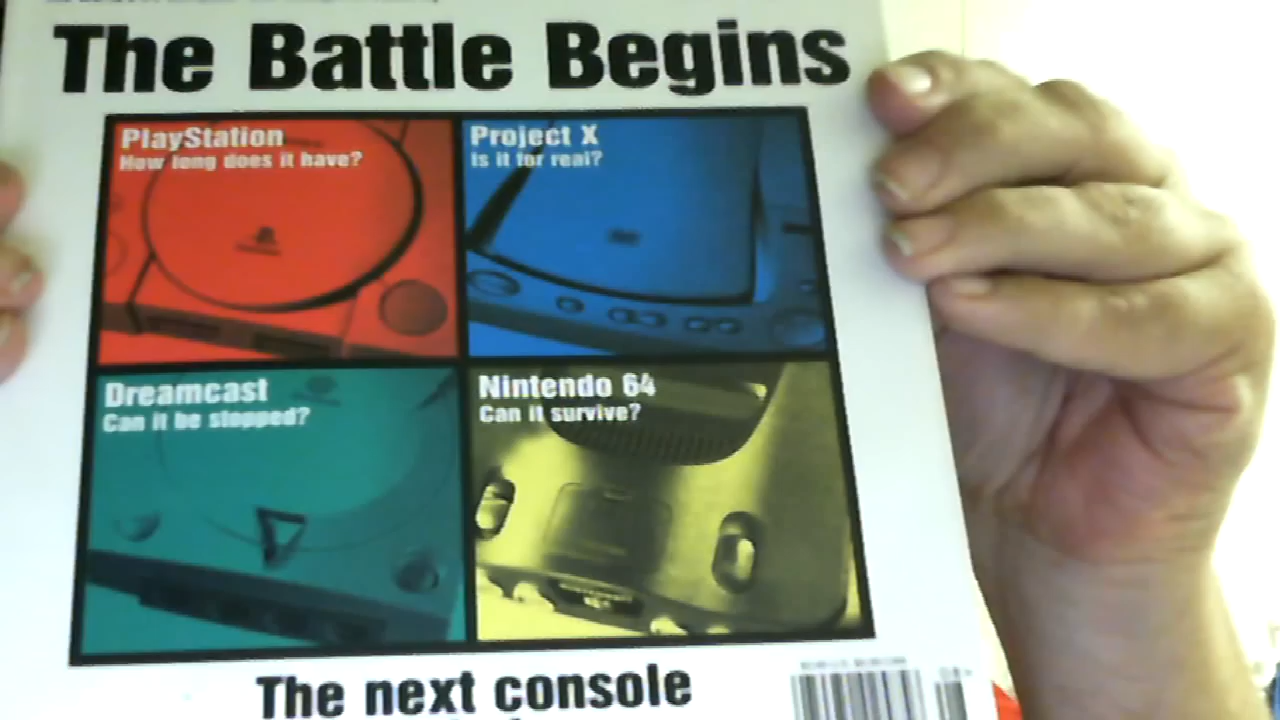 The Battle Begins
PlayStation
How long does it have?
Project X
Is it for real?
Dreamcast
Can it be stopped?
Nintendo 64
Can it survive?
The next console